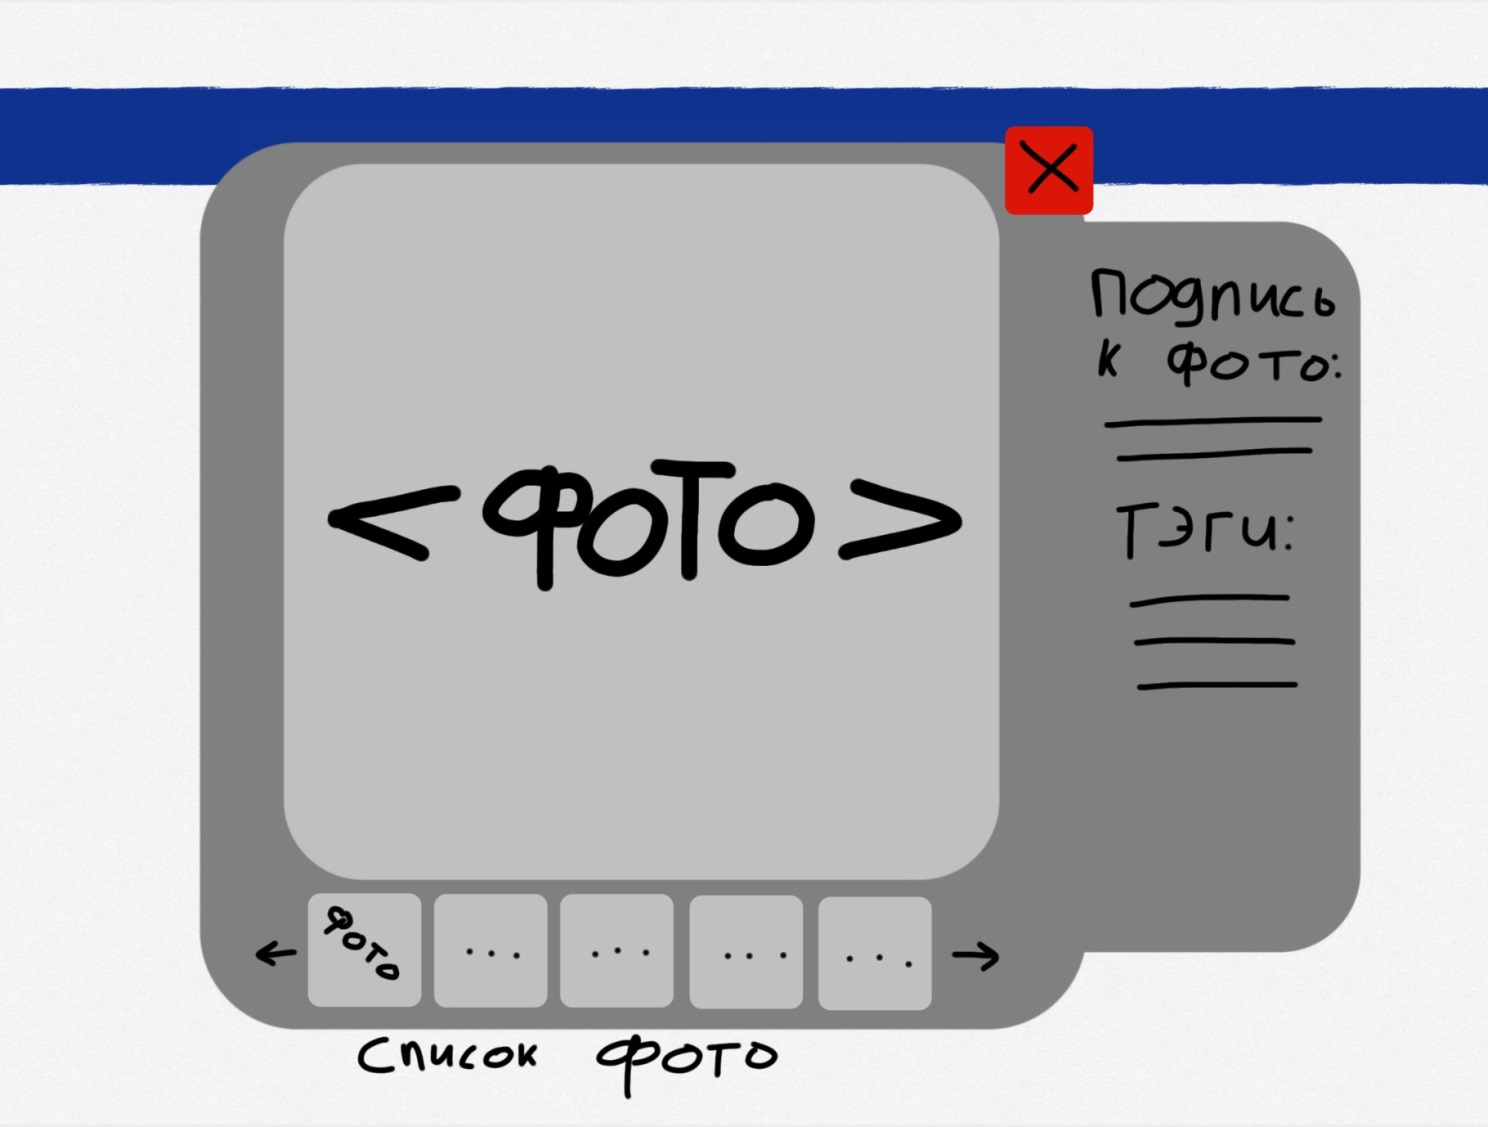 <ФОТО>
Подпись
к фото:
Тэги:
← фото ... ... ... ... →
Список фото